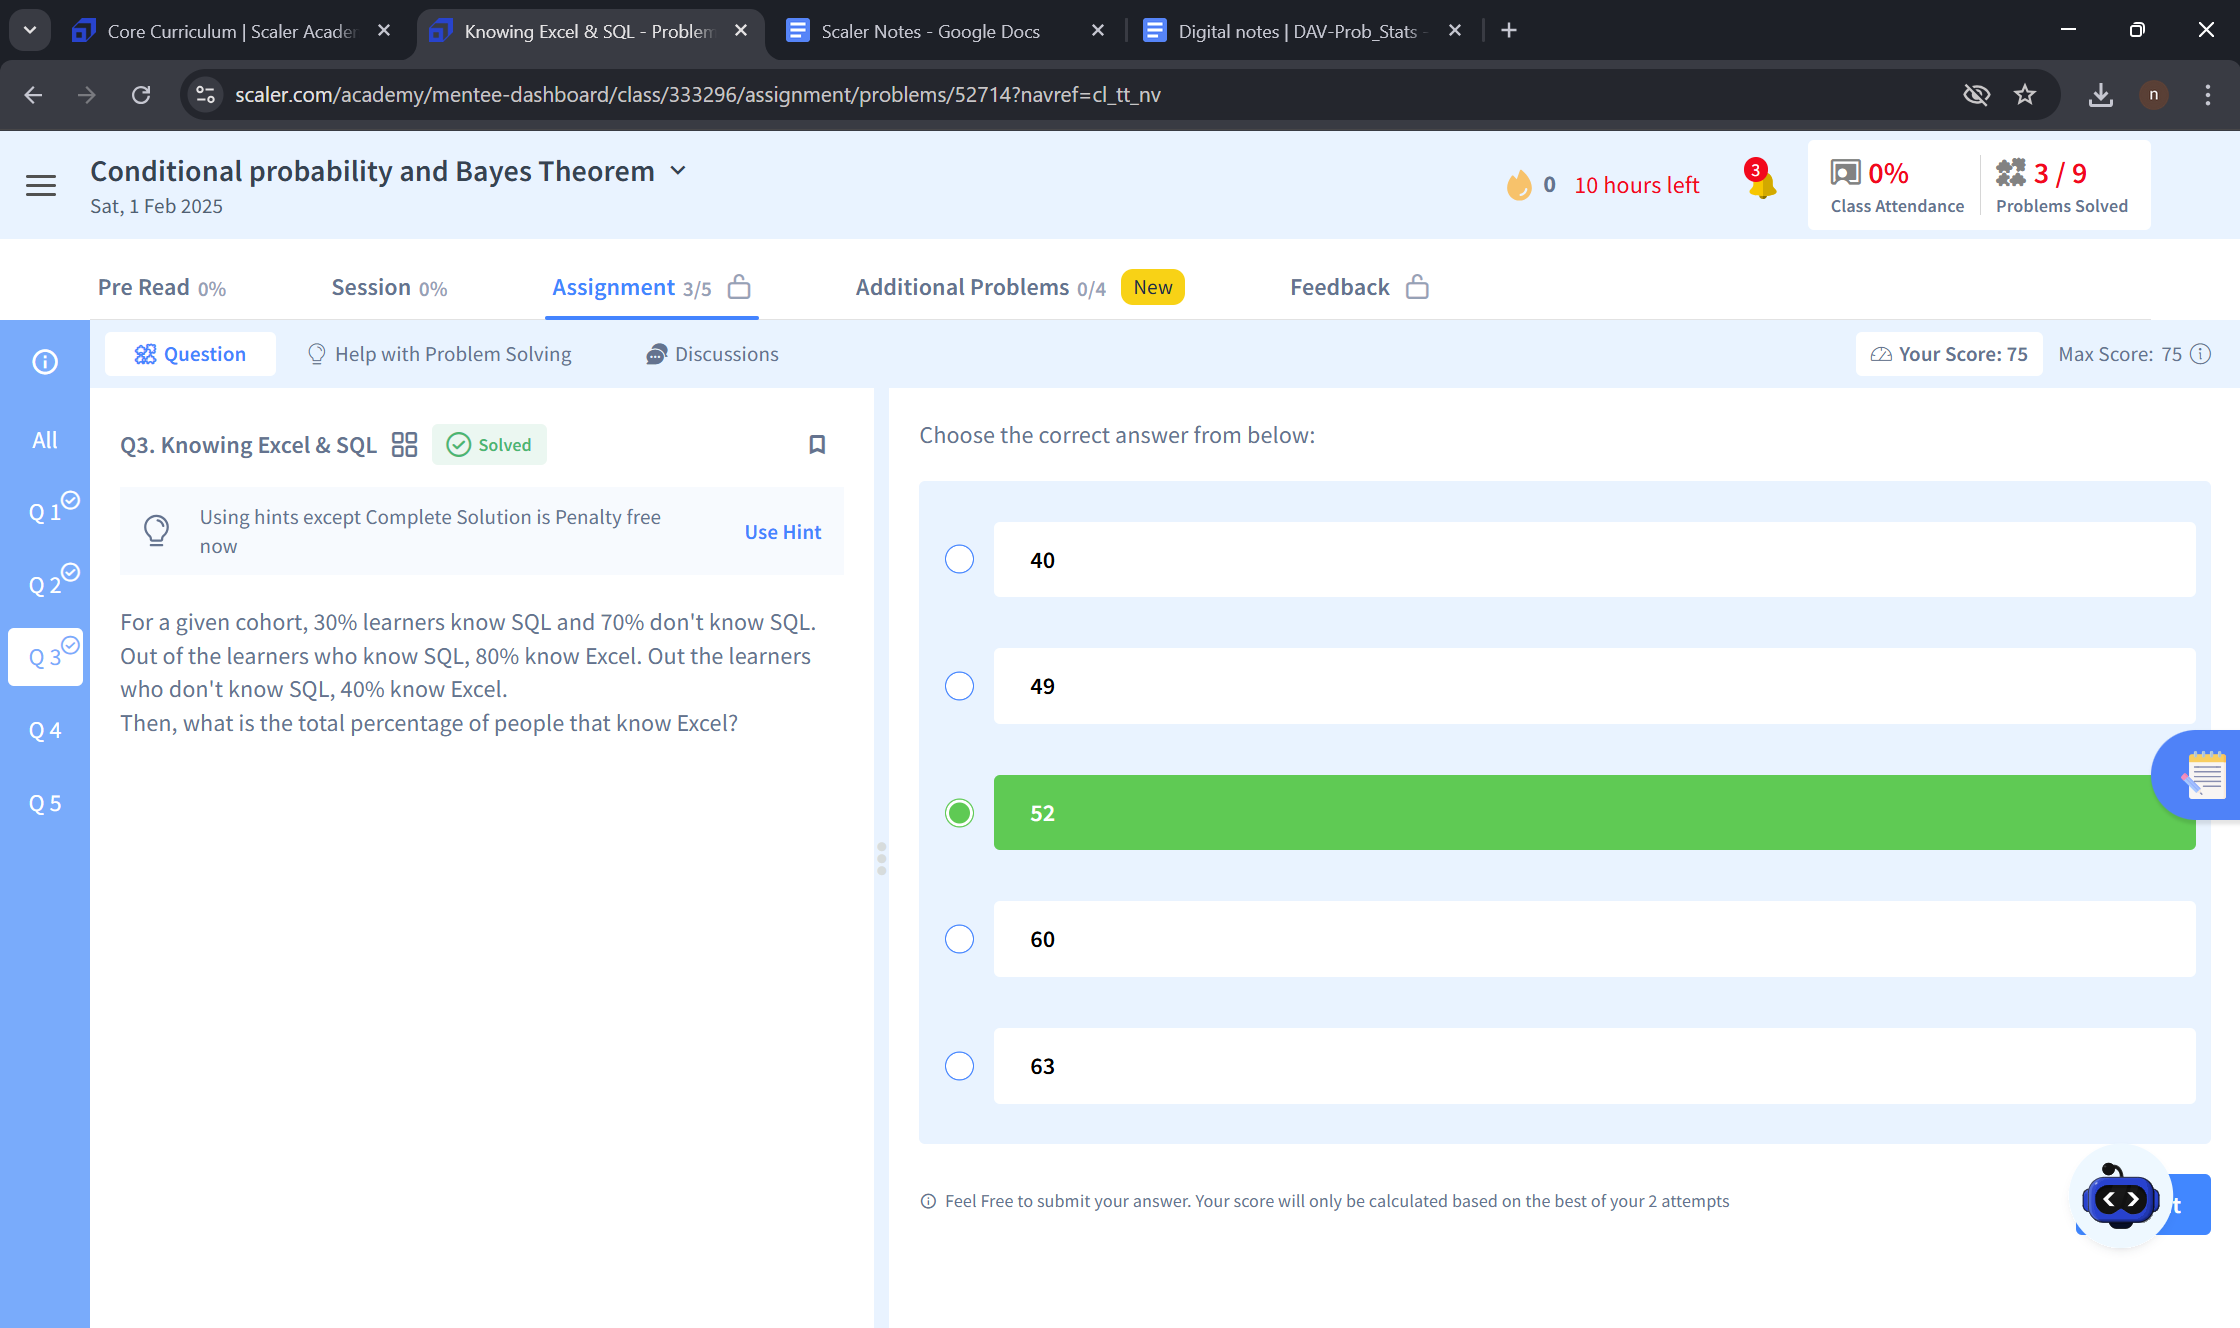 Core Curriculum | Scaler Acader
Knowing Excel & SQL - Problem
Scaler Notes - Google Docs
Digital notes | DAV-Prob_Stats -
scaler.com/academy/mentee-dashboard/class/333296/assignment/problems/52714?navref=cl_tt_nv
n
Conditional probability and Bayes Theorem
Sat, 1 Feb 2025
0
10 hours left
3
0%
Class Attendance
3 / 9
Problems Solved
Pre Read 0%
Session 0%
Assignment 3/5
Additional Problems 0/4
New
Feedback
Question
Help with Problem Solving
Discussions
Your Score: 75
Max Score: 75
All
Q 1
Q 2
Q 3
Q 4
Q 5
Q3. Knowing Excel & SQL
Solved
Using hints except Complete Solution is Penalty free
now
Use Hint
For a given cohort, 30% learners know SQL and 70% don't know SQL.
Out of the learners who know SQL, 80% know Excel. Out the learners
who don't know SQL, 40% know Excel.
Then, what is the total percentage of people that know Excel?
Choose the correct answer from below:
40
49
52
60
63
Feel Free to submit your answer. Your score will only be calculated based on the best of your 2 attempts
t